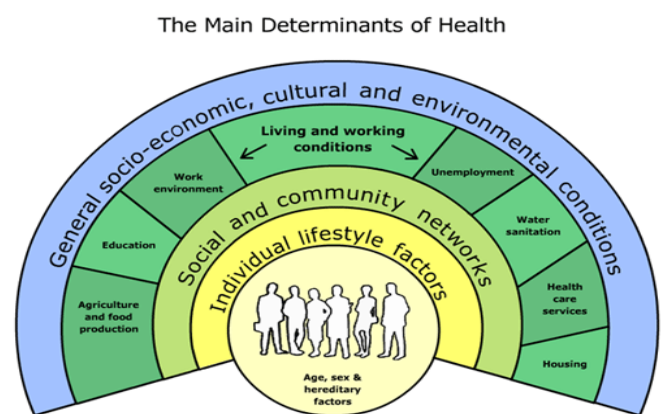 The Main Determinants of Health
General socio-economic, cultural and environmental conditions
Living and working
conditions
Work
environment
Unemployment
Education
Water
sanitation
Agriculture
and food
production
Health
care
services
Housing
Social and community networks
Individual lifestyle factors
Age, sex &
hereditary
factors